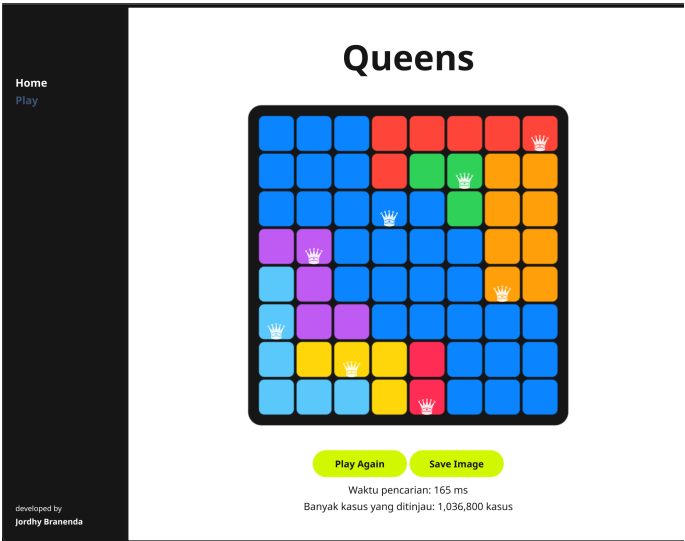 Home
Play
Queens
Play Again
Save Image
Waktu pencarian: 165 ms
Banyak kasus yang ditinjau: 1,036,800 kasus
developed by
Jordhy Branenda